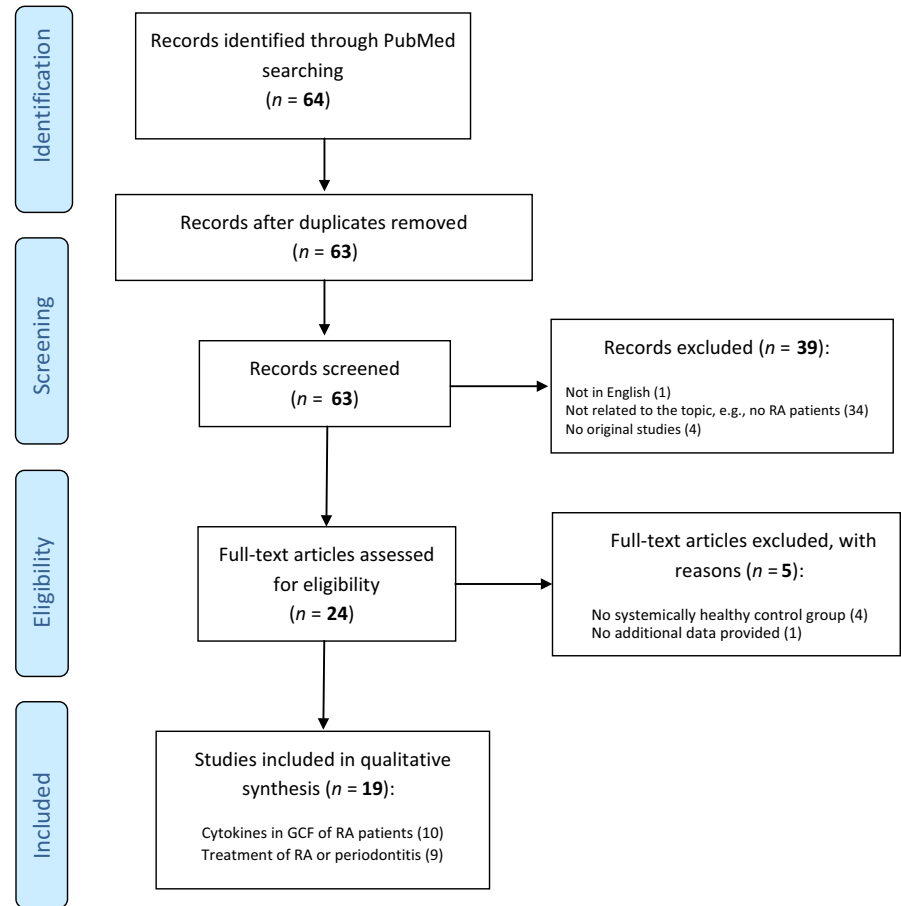 Identification
Records identified through PubMed
searching
(n = 64)
Records after duplicates removed
(n = 63)
Screening
Records screened
(n = 63)
Records excluded (n = 39):
Not in English (1)
Not related to the topic, e.g., no RA patients (34)
No original studies (4)
Eligibility
Full-text articles assessed
for eligibility
(n = 24)
Full-text articles excluded, with
reasons (n = 5):
No systemically healthy control group (4)
No additional data provided (1)
Included
Studies included in qualitative
synthesis (n = 19):
Cytokines in GCF of RA patients (10)
Treatment of RA or periodontitis (9)